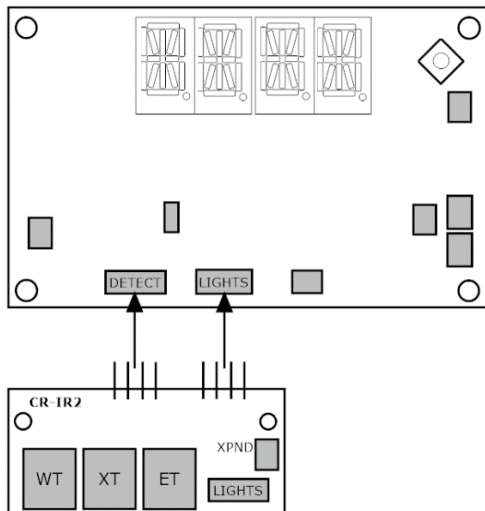 DETECT LIGHTS
CR-IR2
XPND
WT XT ET
LIGHTS